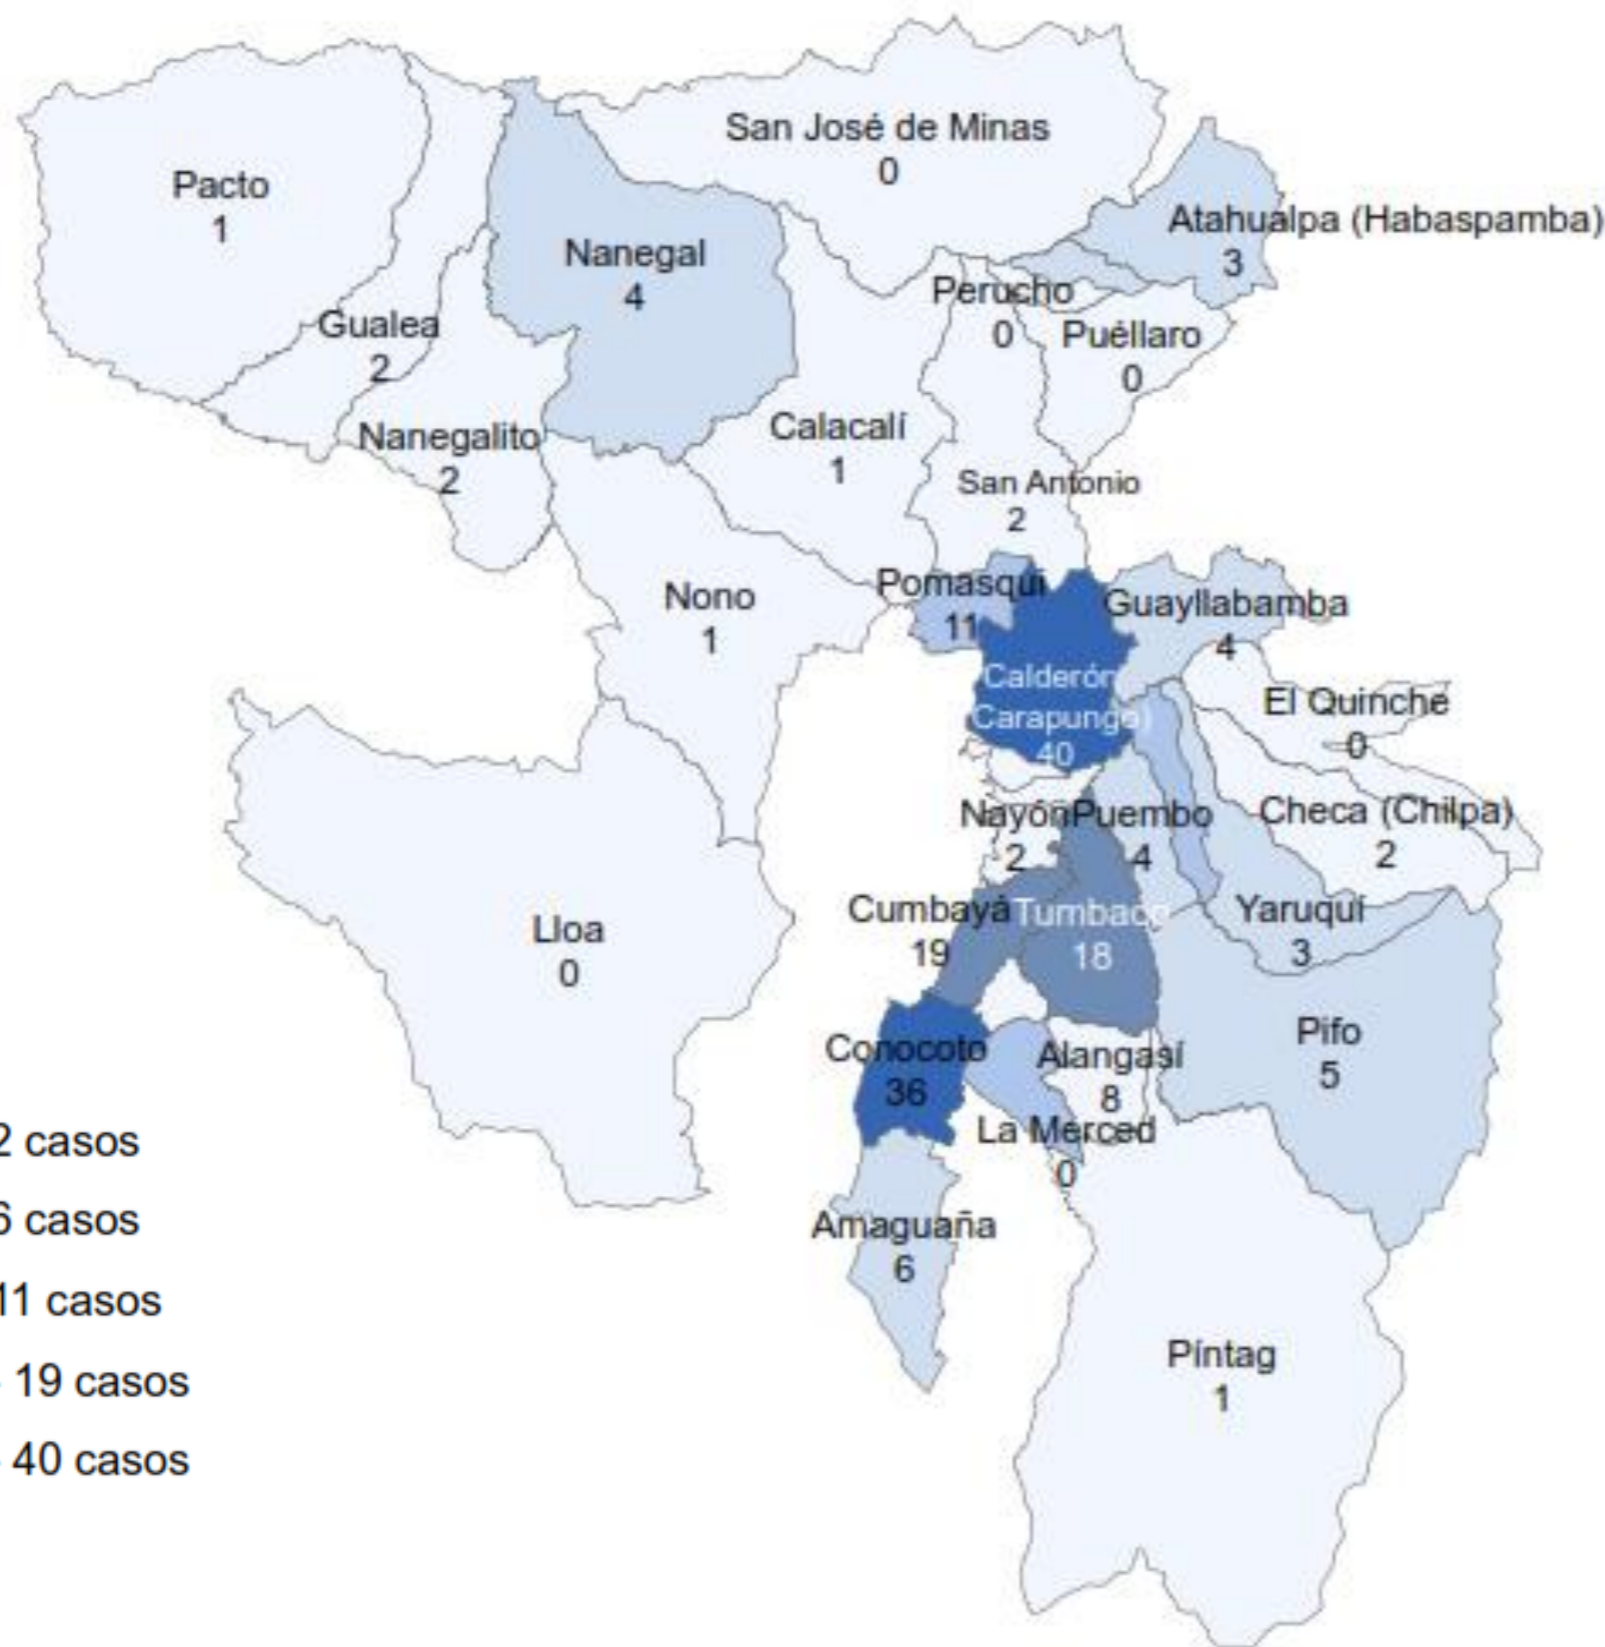 San José de Minas
0
Pacto
1
Atahualpa (Habaspamba)
3
Nanegal
4
Perucho
0
Gualea
2
Puéllaro
0
Nanegalito
2
Calacalí
1
San Antonio
2
Pomasqui
11
Nono
1
Guayllabamba
4
Calderón
Carapungo)
40
El Quinche
0
Nayón
2
Puembo
4
Checa (Chilpa)
2
Cumbayá
19
Tumbaco
18
Yaruquí
3
Lloa
0
Conocoto
36
Alangasí
8
Pifo
5
La Merced
0
Amaguaña
6
Píntag
1
2 casos
6 casos
11 casos
19 casos
40 casos